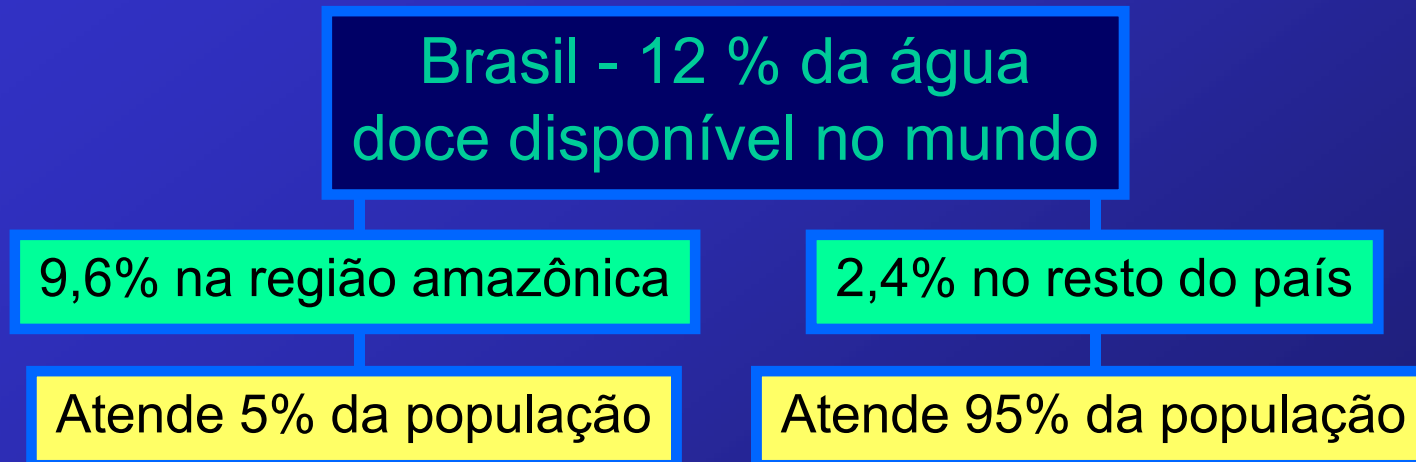 Brasil - 12 % da água
doce disponível no mundo
9,6% na região amazônica
2,4% no resto do país
Atende 5% da população
Atende 95% da população